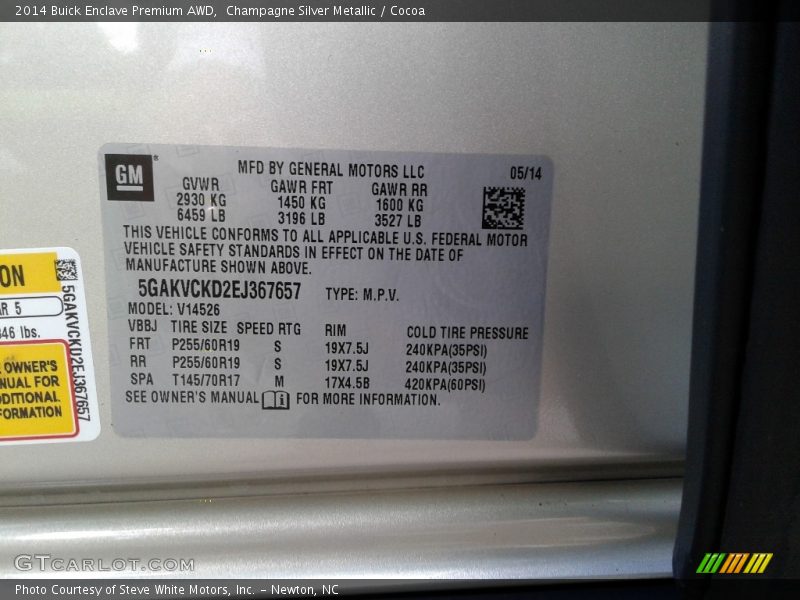 2014 Buick Enclave Premium AWD,  Champagne Silver Metallic / Cocoa
GM
MFD BY GENERAL MOTORS LLC 05/14
GVWR GAWR FRT GAWR RR
2930 KG 1450 KG 1600 KG
6459 LB 3196 LB 3527 LB
THIS VEHICLE CONFORMS TO ALL APPLICABLE U.S. FEDERAL MOTOR
VEHICLE SAFETY STANDARDS IN EFFECT ON THE DATE OF
MANUFACTURE SHOWN ABOVE.
5GAKVCKD2EJ367657 TYPE: M.P.V.
MODEL: V14526
VBBJ TIRE SIZE SPEED RTG RIM COLD TIRE PRESSURE
FRT P255/60R19 S 19X7.5J 240KPA(35PSI)
RR P255/60R19 S 19X7.5J 240KPA(35PSI)
SPA T145/70R17 M 17X4.5B 420KPA(60PSI)
SEE OWNER'S MANUAL FOR MORE INFORMATION.
ON
AR 5
346 lbs.
OWNER'S
NUAL FOR
DDITIONAL
FORMATION
5GAKVCKD2EJ367657
GTCARLOT.COM
Photo Courtesy of Steve White Motors, Inc. – Newton, NC